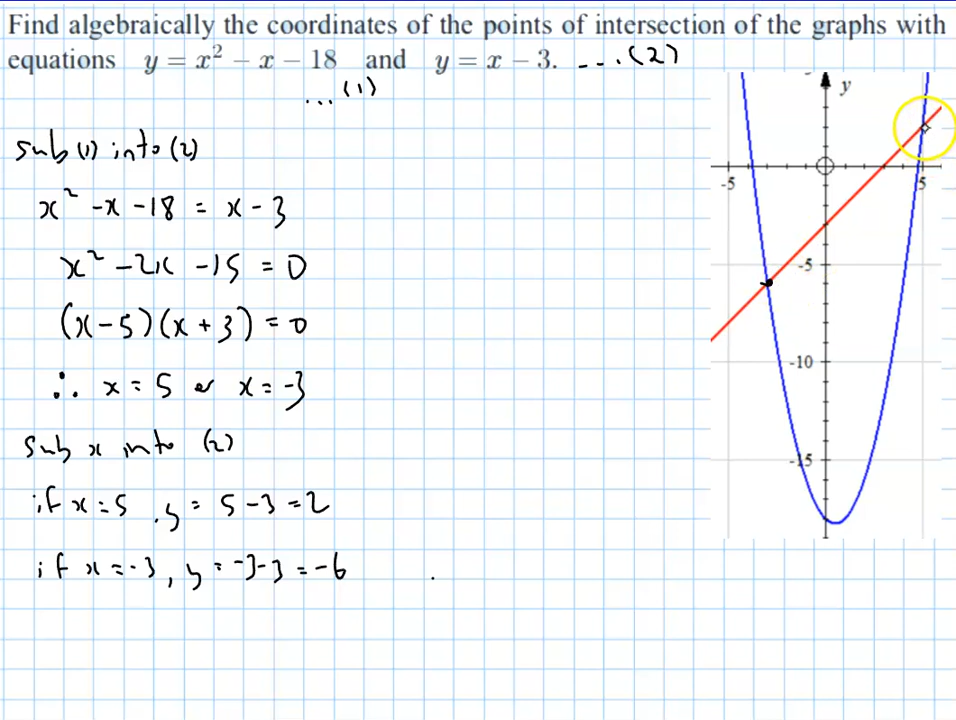 Find algebraically the coordinates of the points of intersection of the graphs with
equations y = x² − x − 18 and y = x − 3. ...(2)
...(1)
sub (1) into (2)
x² - x - 18 = x - 3
x² - 2x - 15 = 0
(x - 5)(x + 3) = 0
∴ x = 5 or x = -3
sub x into (2)
if x = 5, y = 5 - 3 = 2
if x = -3, y = -3 - 3 = -6
y
-5
5
-5
-10
-15